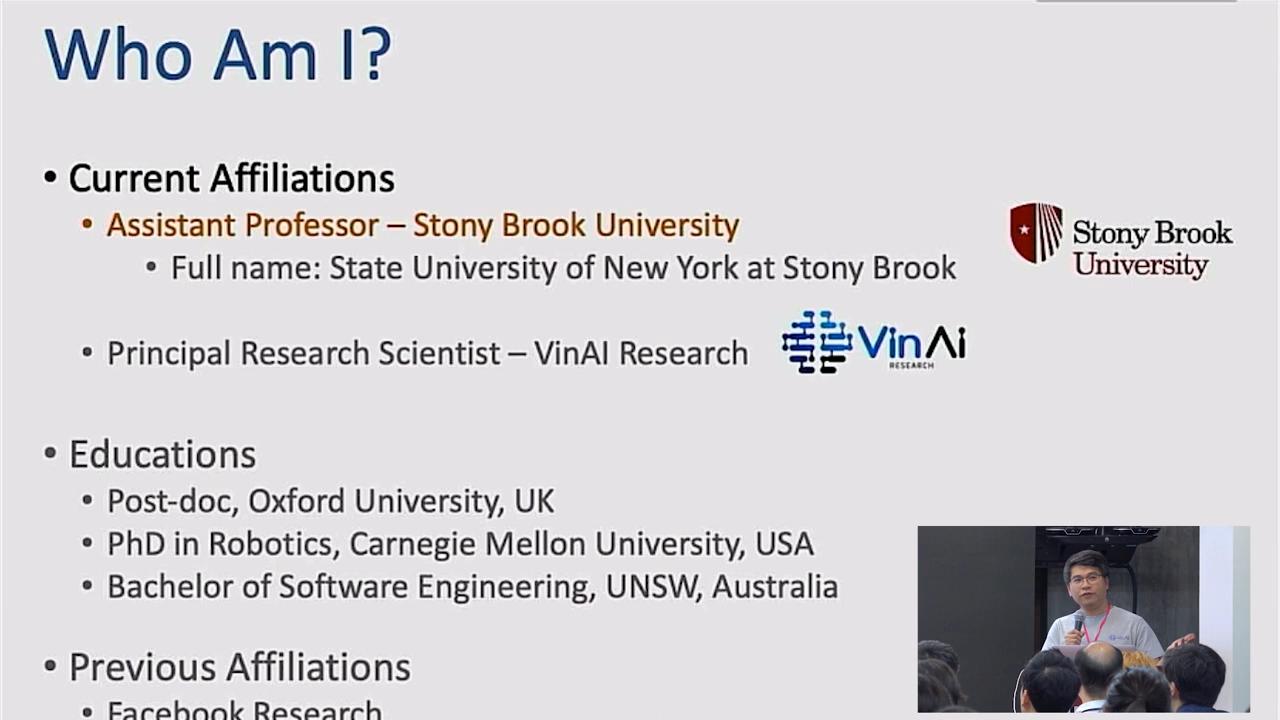 Who Am I?
• Current Affiliations
• Assistant Professor – Stony Brook University
• Full name: State University of New York at Stony Brook
Stony Brook
University
• Principal Research Scientist – VinAI Research
VinAi
RESEARCH
• Educations
• Post-doc, Oxford University, UK
• PhD in Robotics, Carnegie Mellon University, USA
• Bachelor of Software Engineering, UNSW, Australia
• Previous Affiliations
• Facebook Research
VinAI